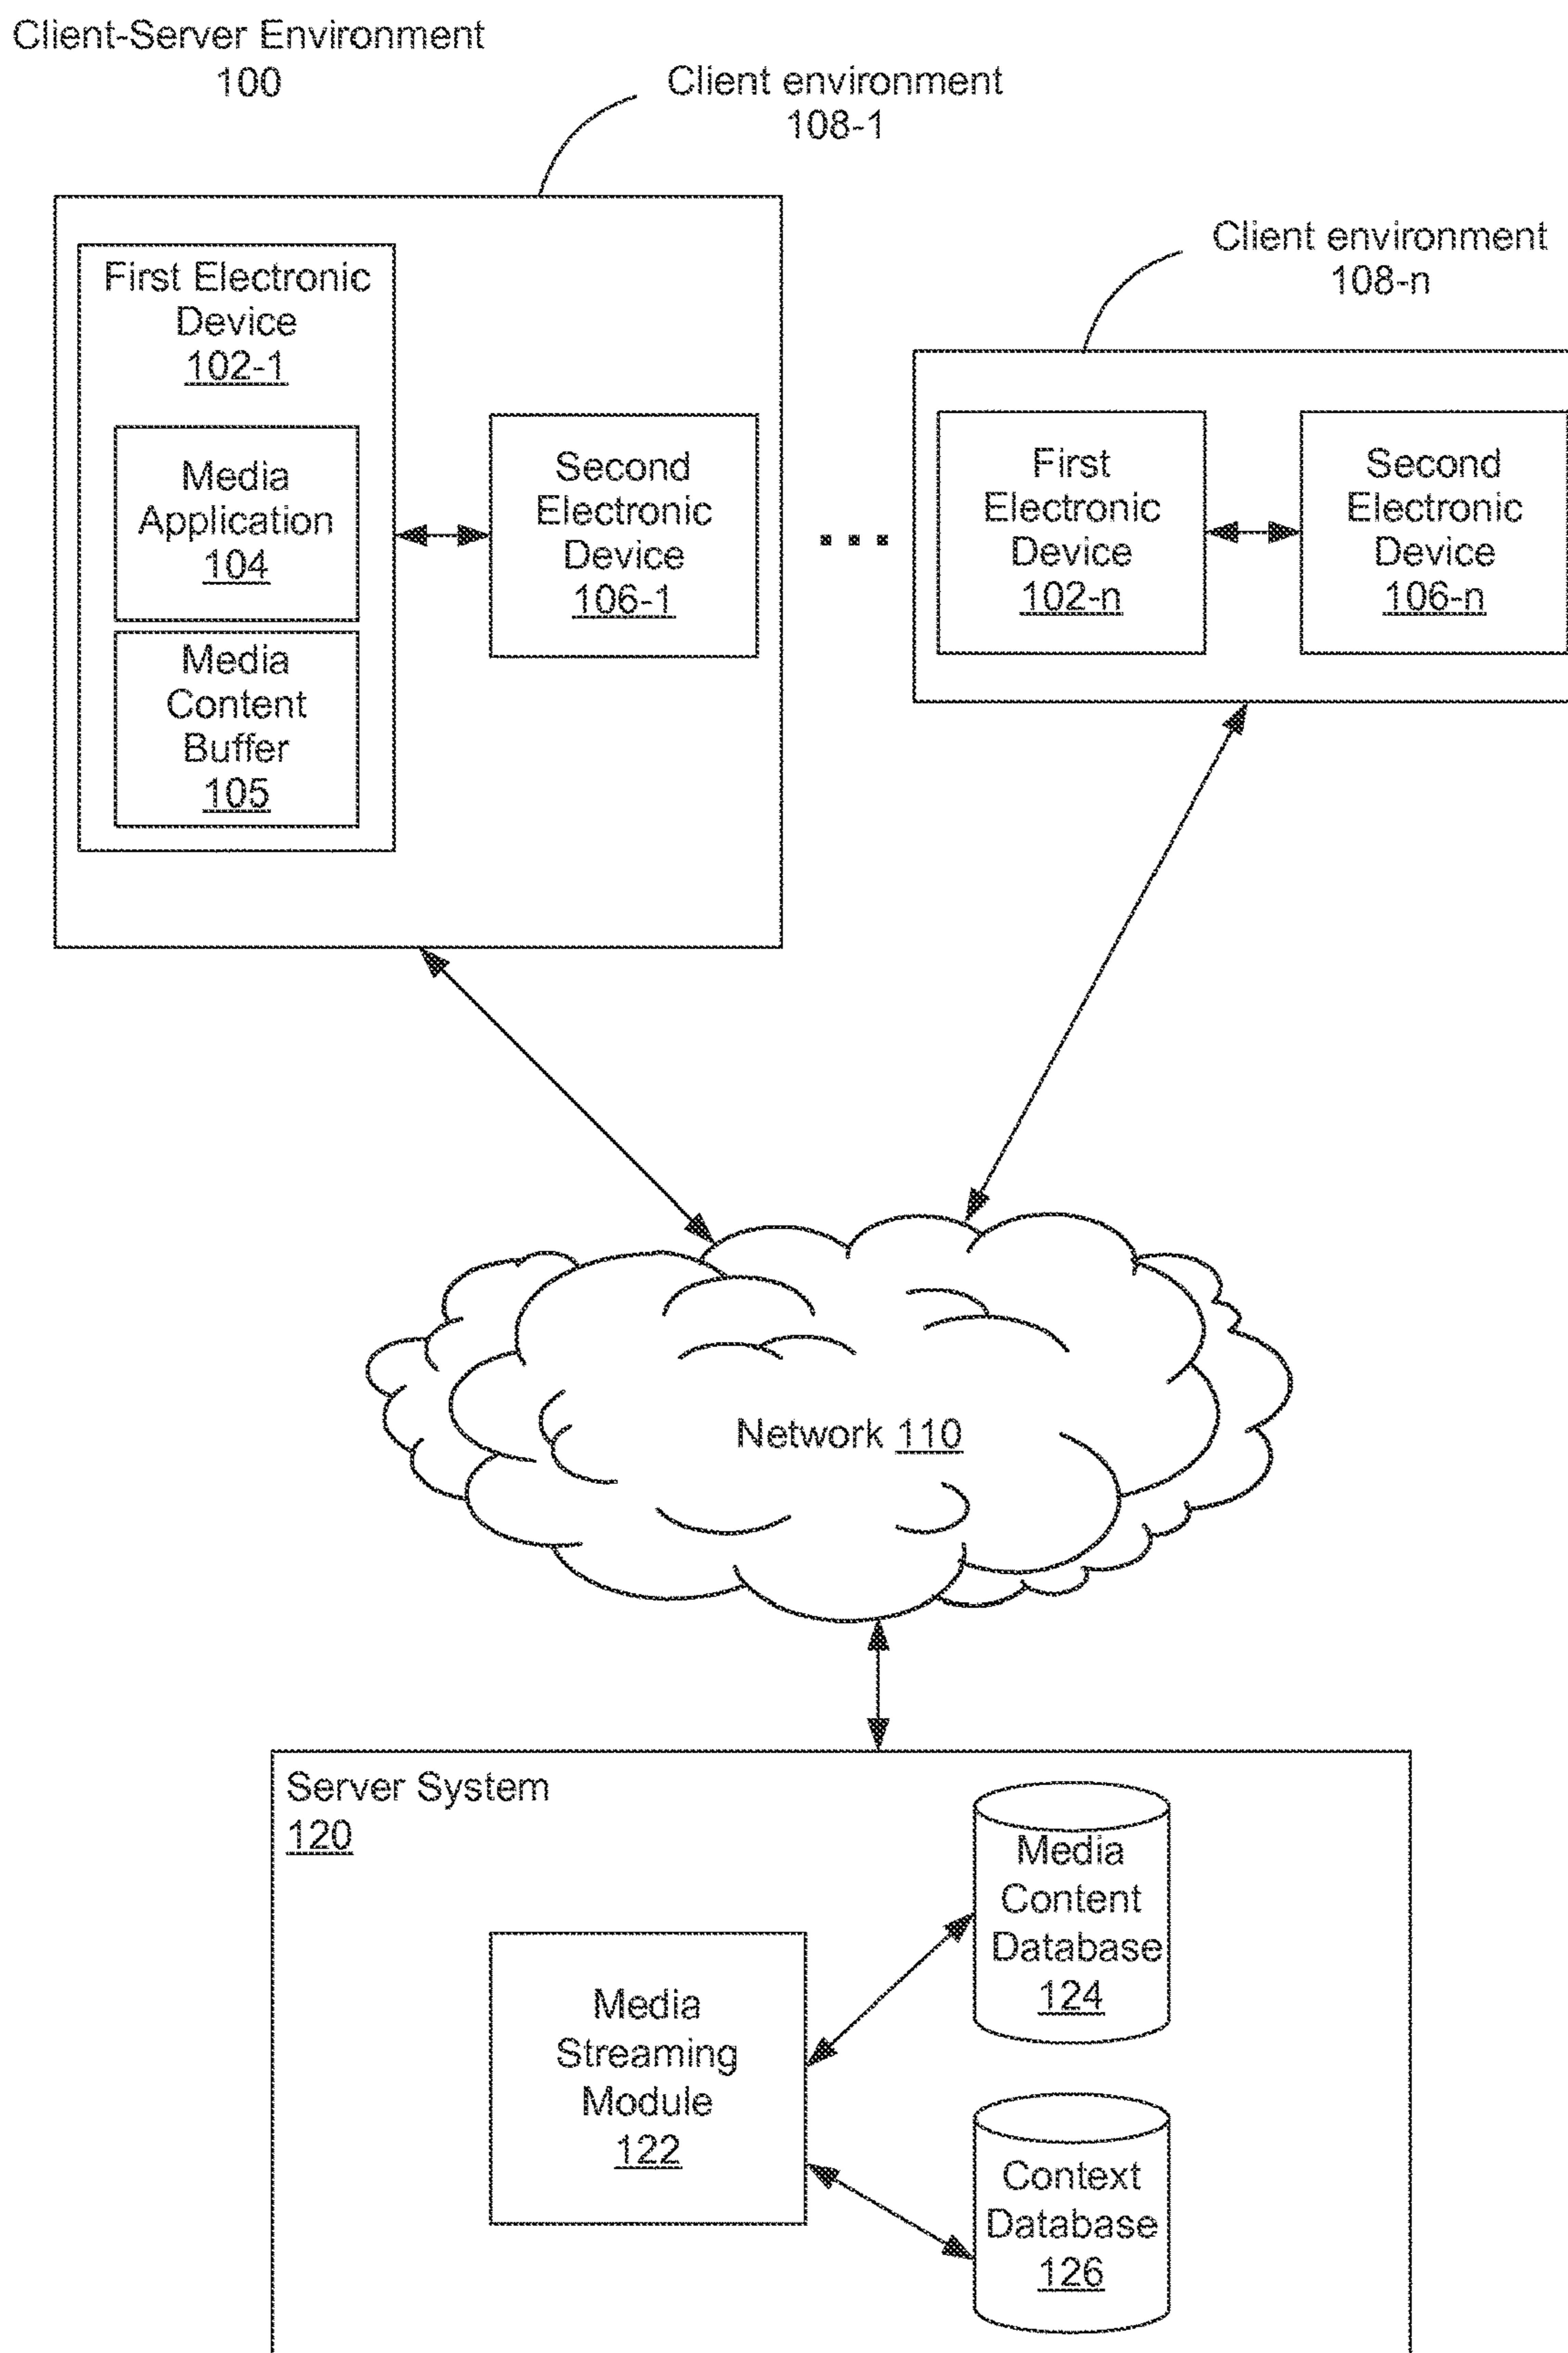 Client-Server Environment
100
Client environment
108-1
Client environment
108-n
First Electronic
Device
102-1
Media
Application
104
Media
Content
Buffer
105
Second
Electronic
Device
106-1
First
Electronic
Device
102-n
Second
Electronic
Device
106-n
Network 110
Server System
120
Media
Streaming
Module
122
Media
Content
Database
124
Context
Database
126